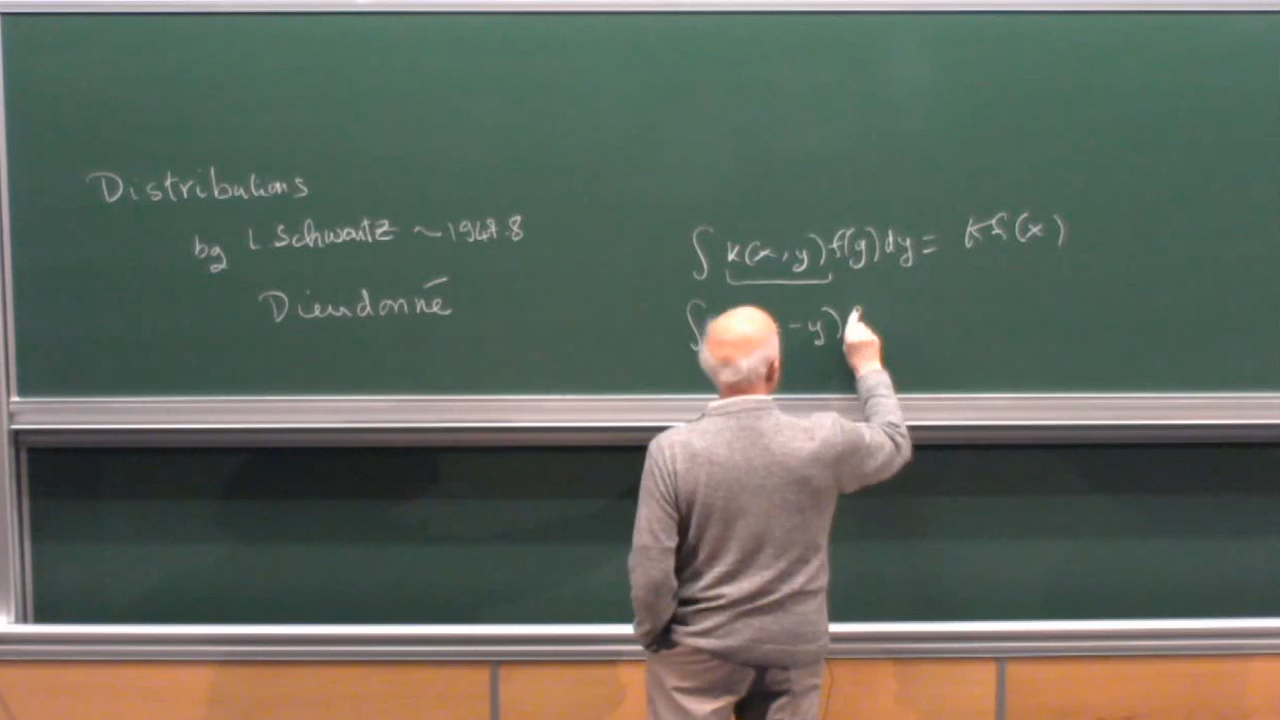 Distributions
by L. Schwartz ~ 1947.8
Dieudonné
∫ K(x,y) f(y) dy = Kf(x)
∫ - y)